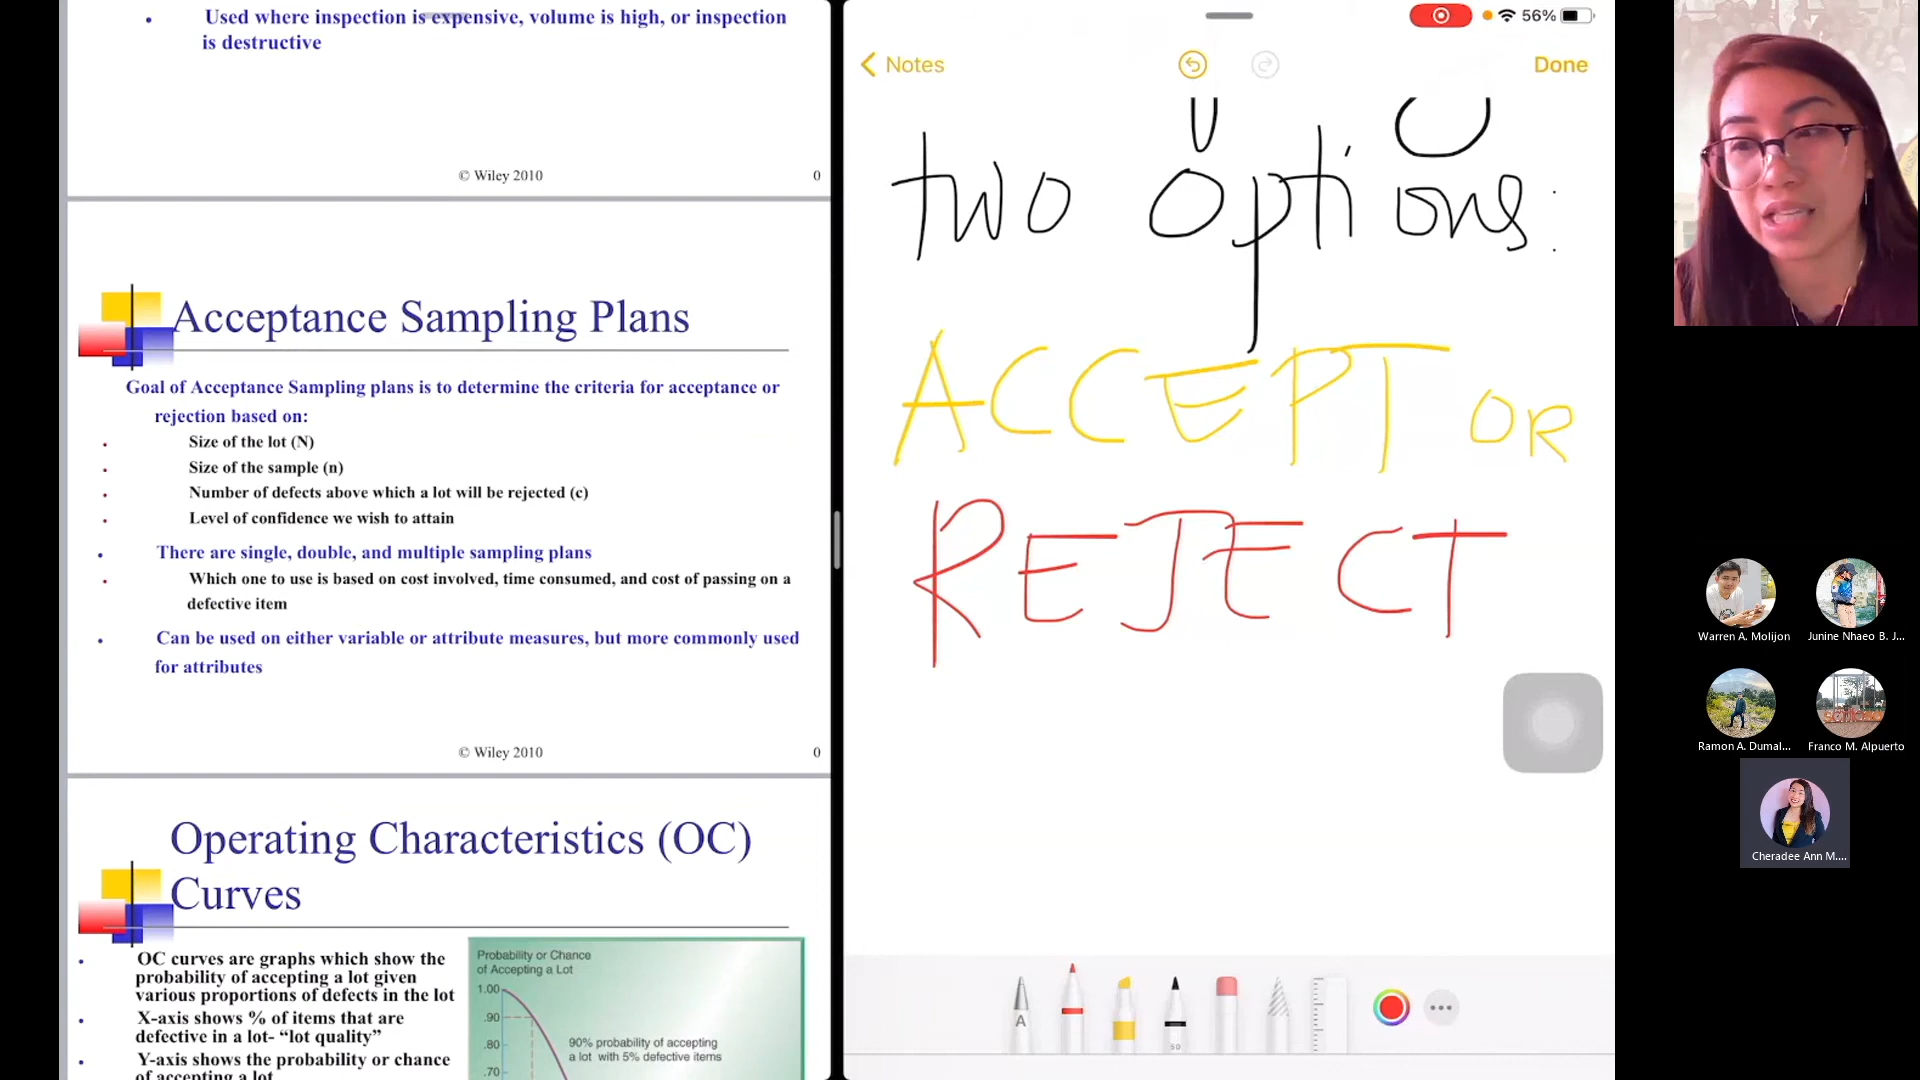 • Used where inspection is expensive, volume is high, or inspection
is destructive
© Wiley 2010 0
Acceptance Sampling Plans
Goal of Acceptance Sampling plans is to determine the criteria for acceptance or
rejection based on:
• Size of the lot (N)
• Size of the sample (n)
• Number of defects above which a lot will be rejected (c)
• Level of confidence we wish to attain
• There are single, double, and multiple sampling plans
• Which one to use is based on cost involved, time consumed, and cost of passing on a
defective item
• Can be used on either variable or attribute measures, but more commonly used
for attributes
© Wiley 2010 0
Operating Characteristics (OC)
Curves
• OC curves are graphs which show the
probability of accepting a lot given
various proportions of defects in the lot
• X-axis shows % of items that are
defective in a lot- “lot quality”
• Y-axis shows the probability or chance
of accepting a lot
Probability or Chance
of Accepting a Lot
1.00
.90
.80
.70
90% probability of accepting
a lot with 5% defective items
56%
Notes
Done
two options:
ACCEPT OR
REJECT
A
50
Warren A. Molijon
Junine Nhaeo B. J...
Ramon A. Dumal...
Franco M. Alpuerto
Cheradee Ann M....